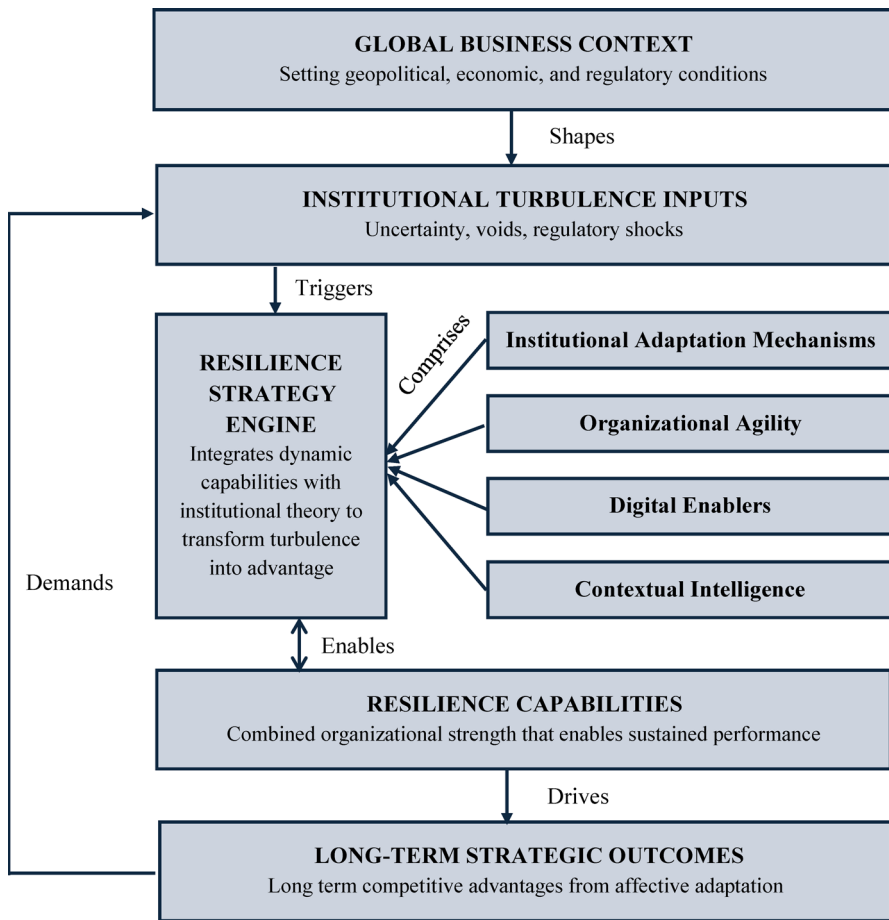 GLOBAL BUSINESS CONTEXT
Setting geopolitical, economic, and regulatory conditions
Shapes
INSTITUTIONAL TURBULENCE INPUTS
Uncertainty, voids, regulatory shocks
Triggers
RESILIENCE
STRATEGY
ENGINE
Integrates dynamic
capabilities with
institutional theory to
transform turbulence
into advantage
Comprises
Institutional Adaptation Mechanisms
Organizational Agility
Digital Enablers
Contextual Intelligence
Demands
Enables
RESILIENCE CAPABILITIES
Combined organizational strength that enables sustained performance
Drives
LONG-TERM STRATEGIC OUTCOMES
Long term competitive advantages from affective adaptation